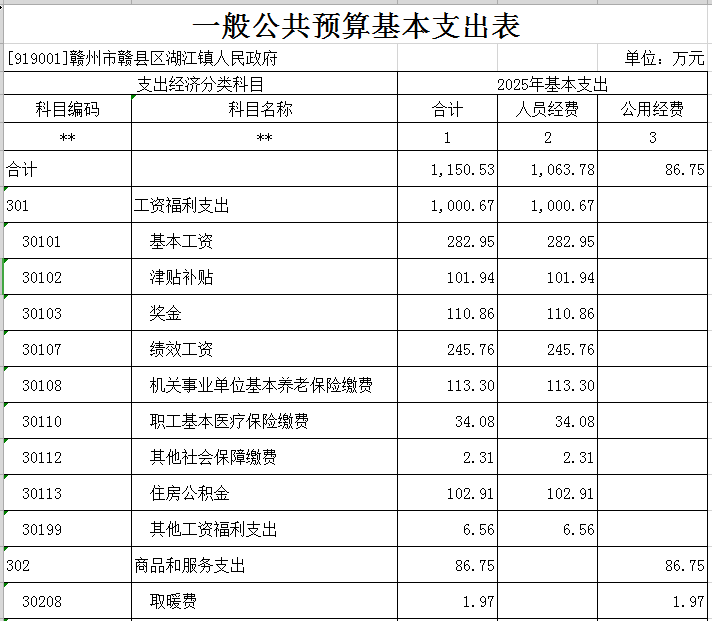 一般公共预算基本支出表
[919001]赣州市赣县区湖江镇人民政府 单位：万元
支出经济分类科目 2025年基本支出
科目编码 科目名称 合计 人员经费 公用经费
** ** 1 2 3
合计 1,150.53 1,063.78 86.75
301 工资福利支出 1,000.67 1,000.67
30101 基本工资 282.95 282.95
30102 津贴补贴 101.94 101.94
30103 奖金 110.86 110.86
30107 绩效工资 245.76 245.76
30108 机关事业单位基本养老保险缴费 113.30 113.30
30110 职工基本医疗保险缴费 34.08 34.08
30112 其他社会保障缴费 2.31 2.31
30113 住房公积金 102.91 102.91
30199 其他工资福利支出 6.56 6.56
302 商品和服务支出 86.75 86.75
30208 取暖费 1.97 1.97